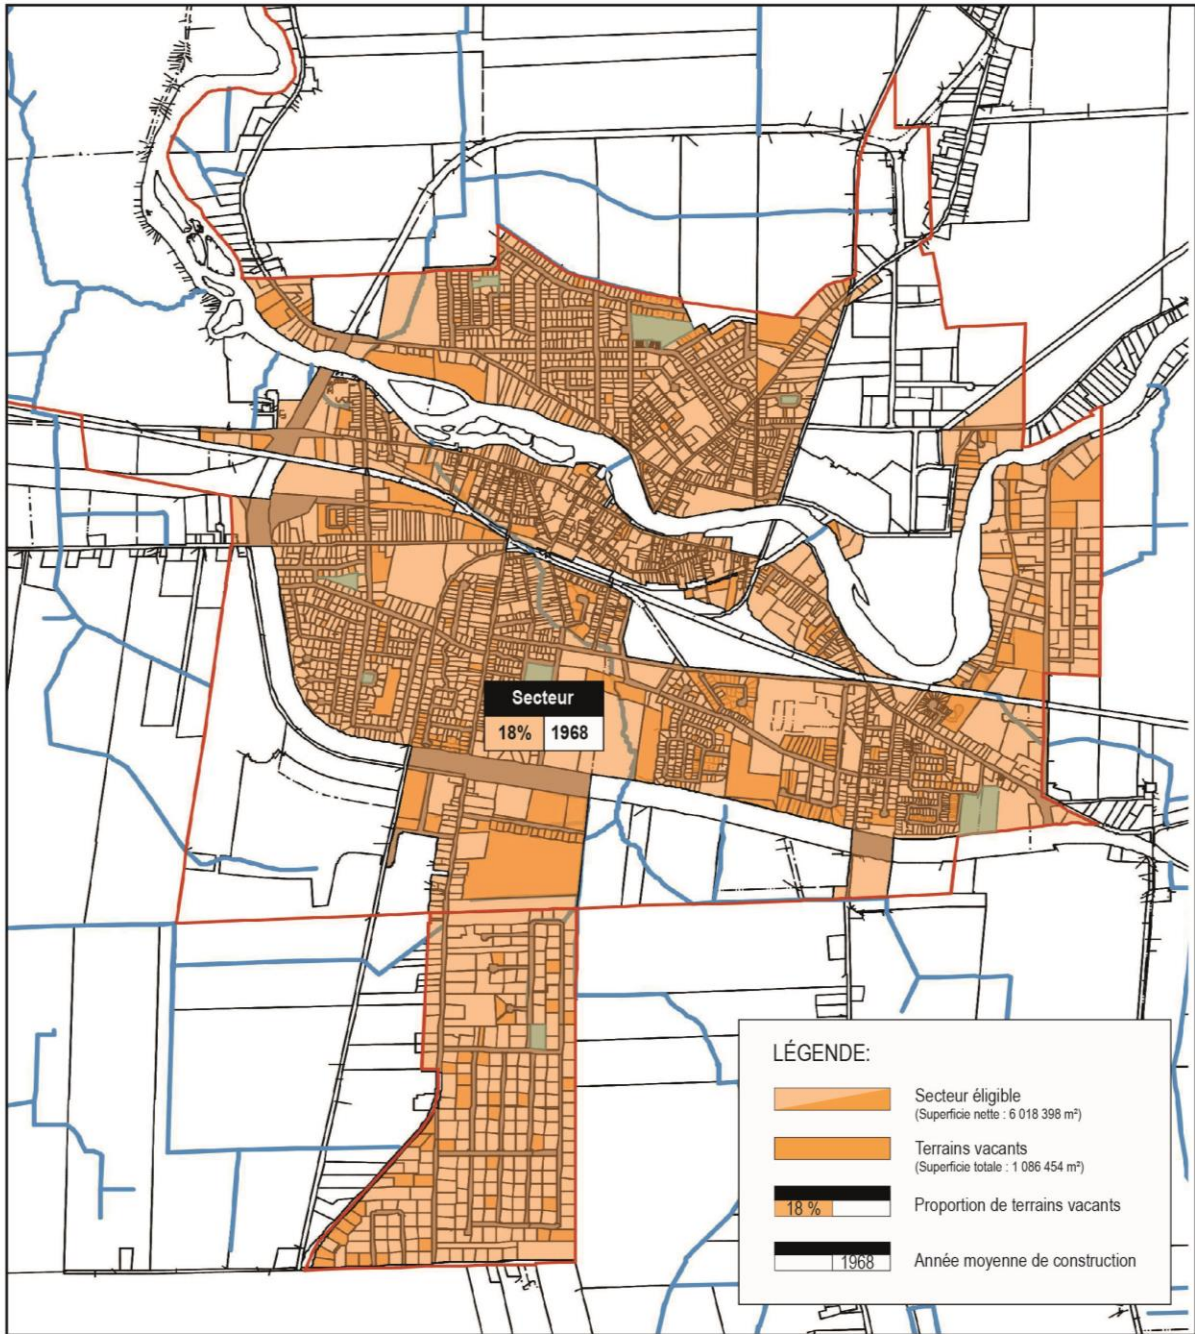 Secteur
18% 1968
LÉGENDE:
Secteur éligible
(Superficie nette : 6 018 398 m²)
Terrains vacants
(Superficie totale : 1 086 454 m²)
18 %
Proportion de terrains vacants
1968
Année moyenne de construction